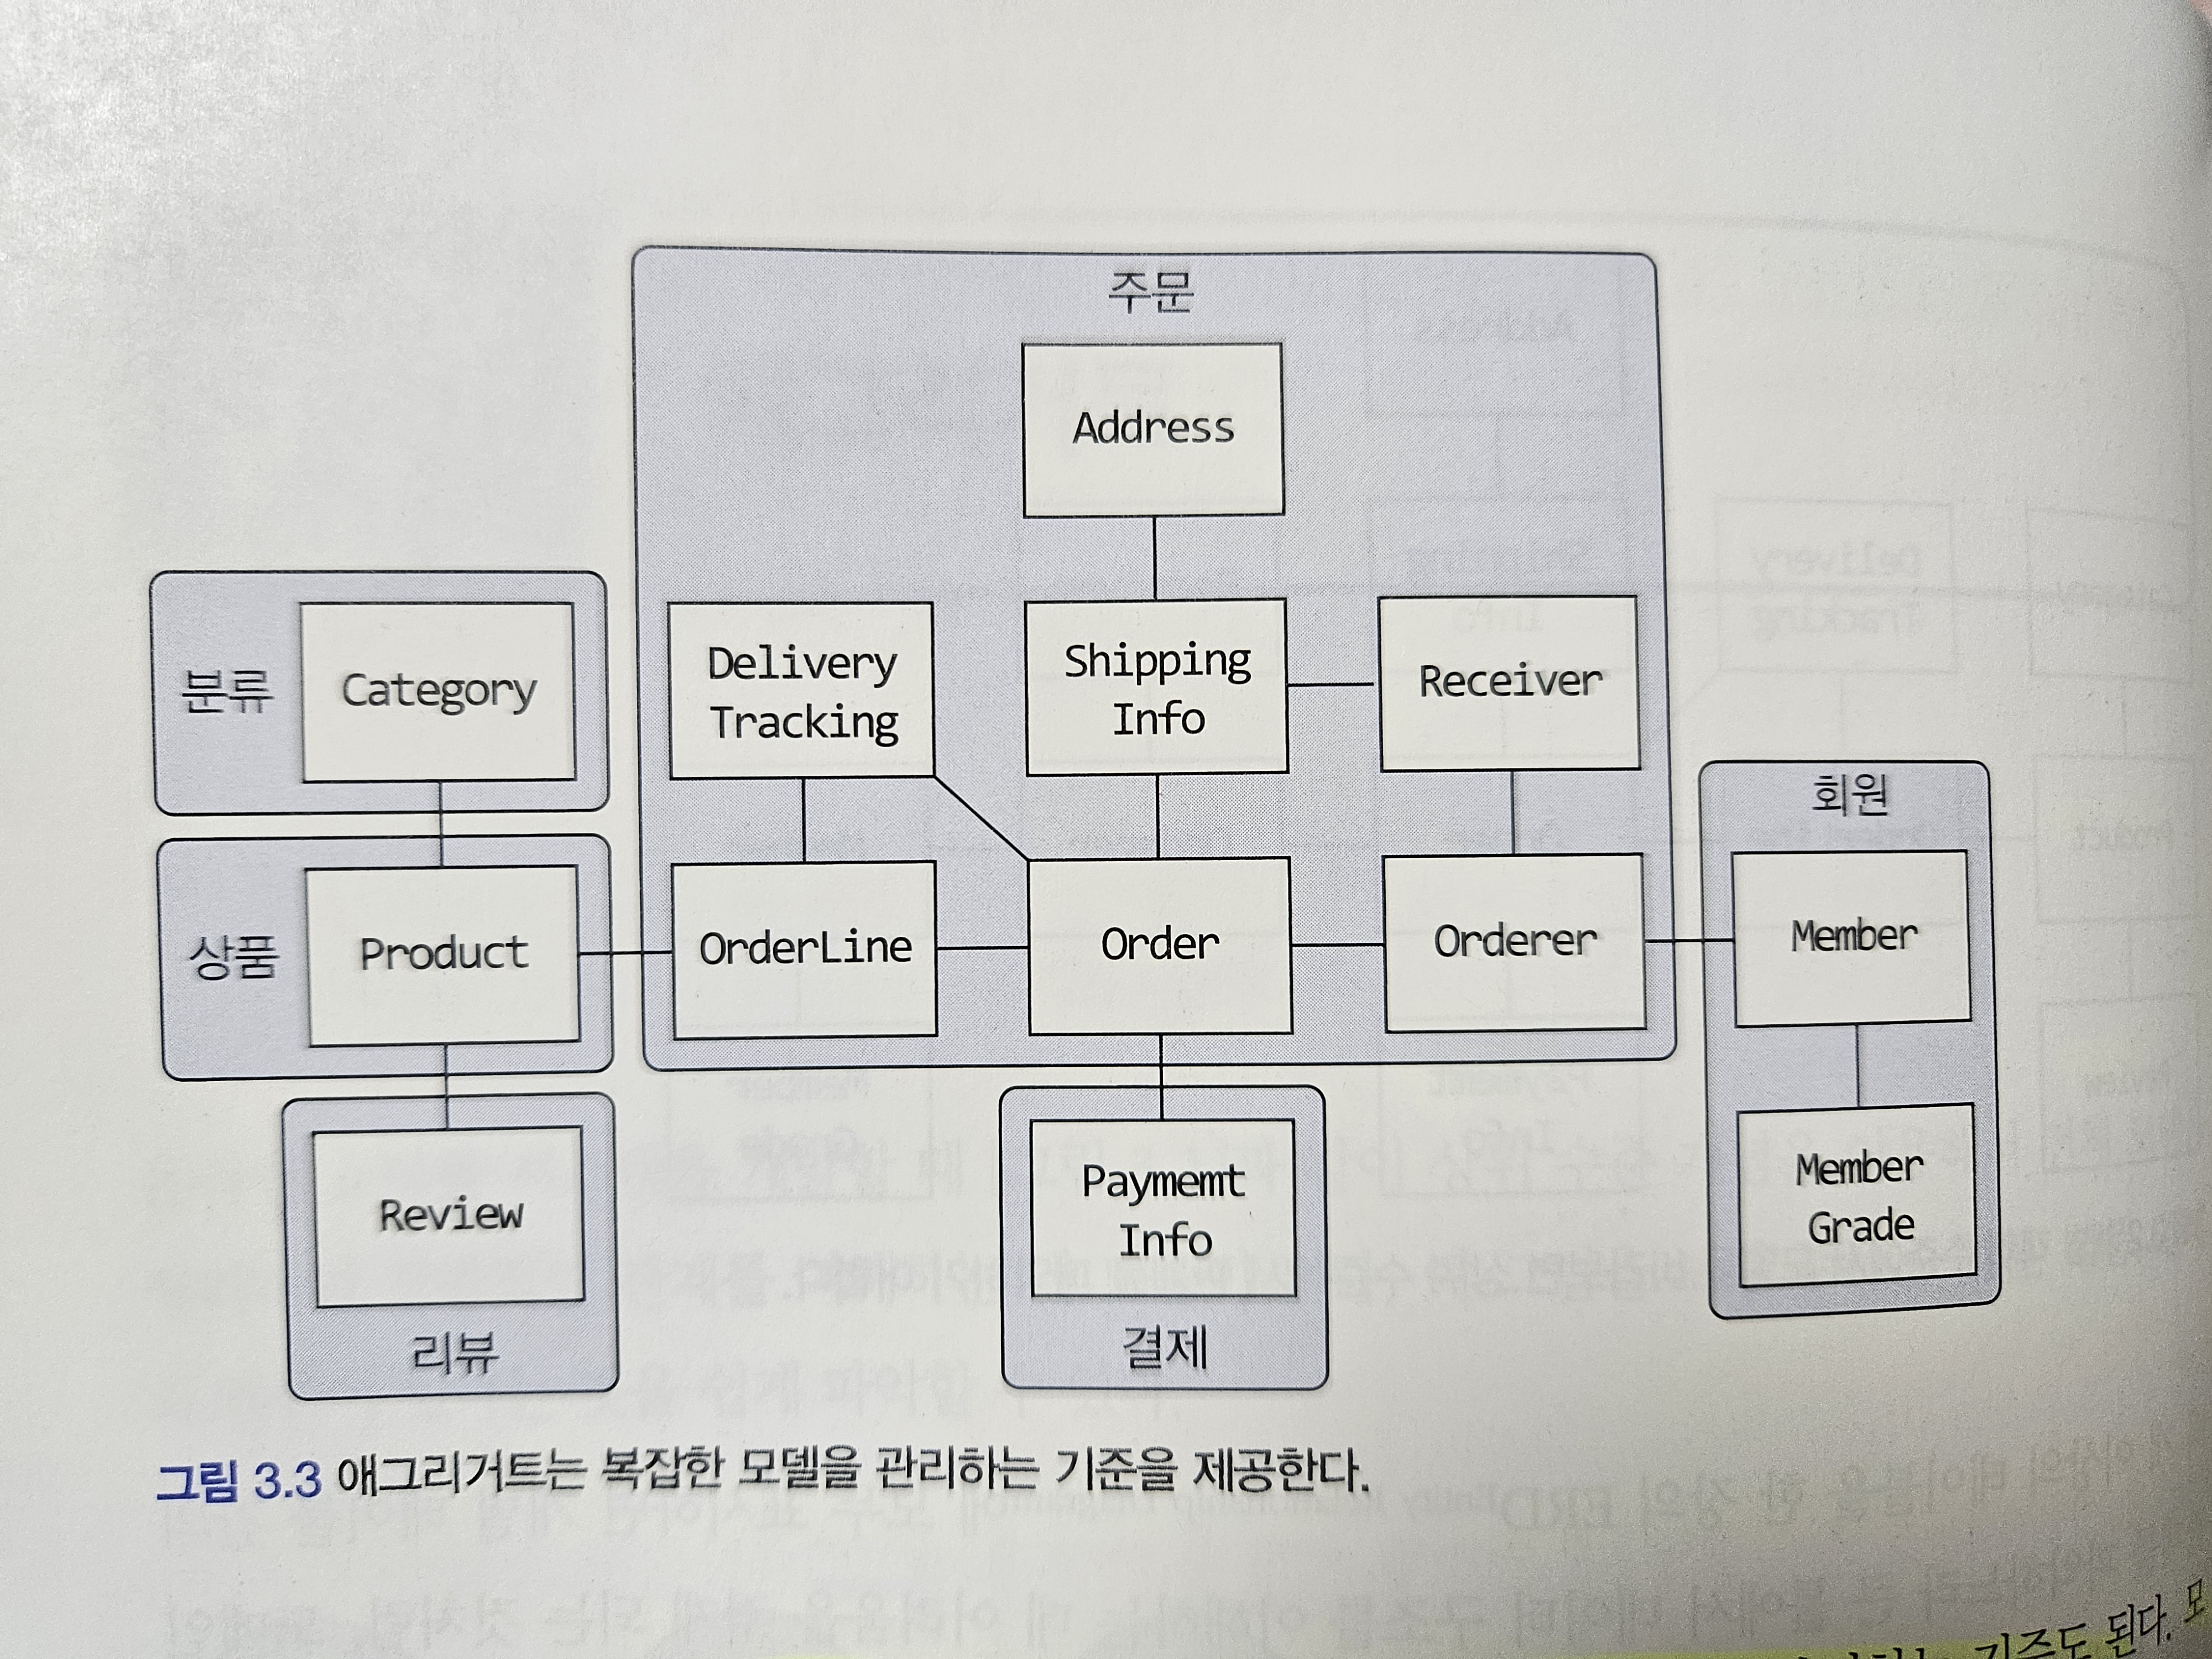 주문
Address
분류
Category
Delivery
Tracking
Shipping
Info
Receiver
회원
상품
Product
OrderLine
Order
Orderer
Member
Review
리뷰
Paymemt
Info
결제
Member
Grade
그림 3.3 애그리거트는 복잡한 모델을 관리하는 기준을 제공한다.
기준도 된다. 모